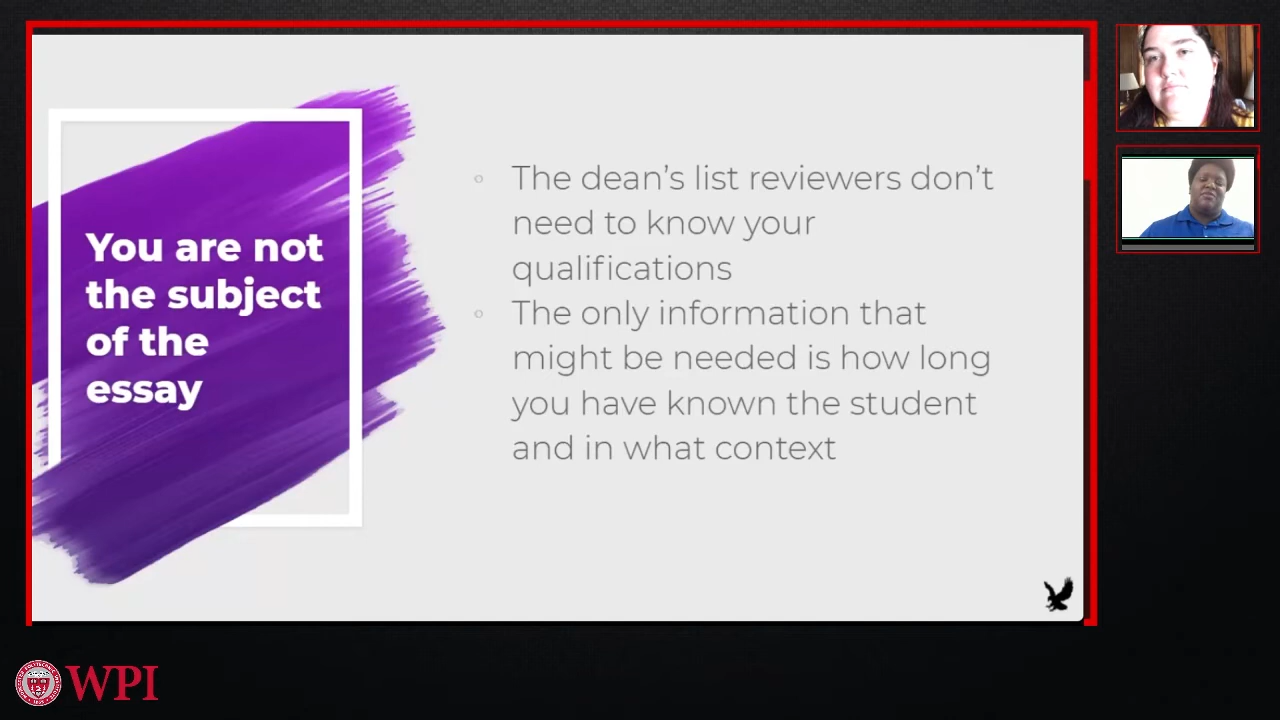 You are not
the subject
of the
essay
The dean's list reviewers don't
need to know your
qualifications
The only information that
might be needed is how long
you have known the student
and in what context
WPI